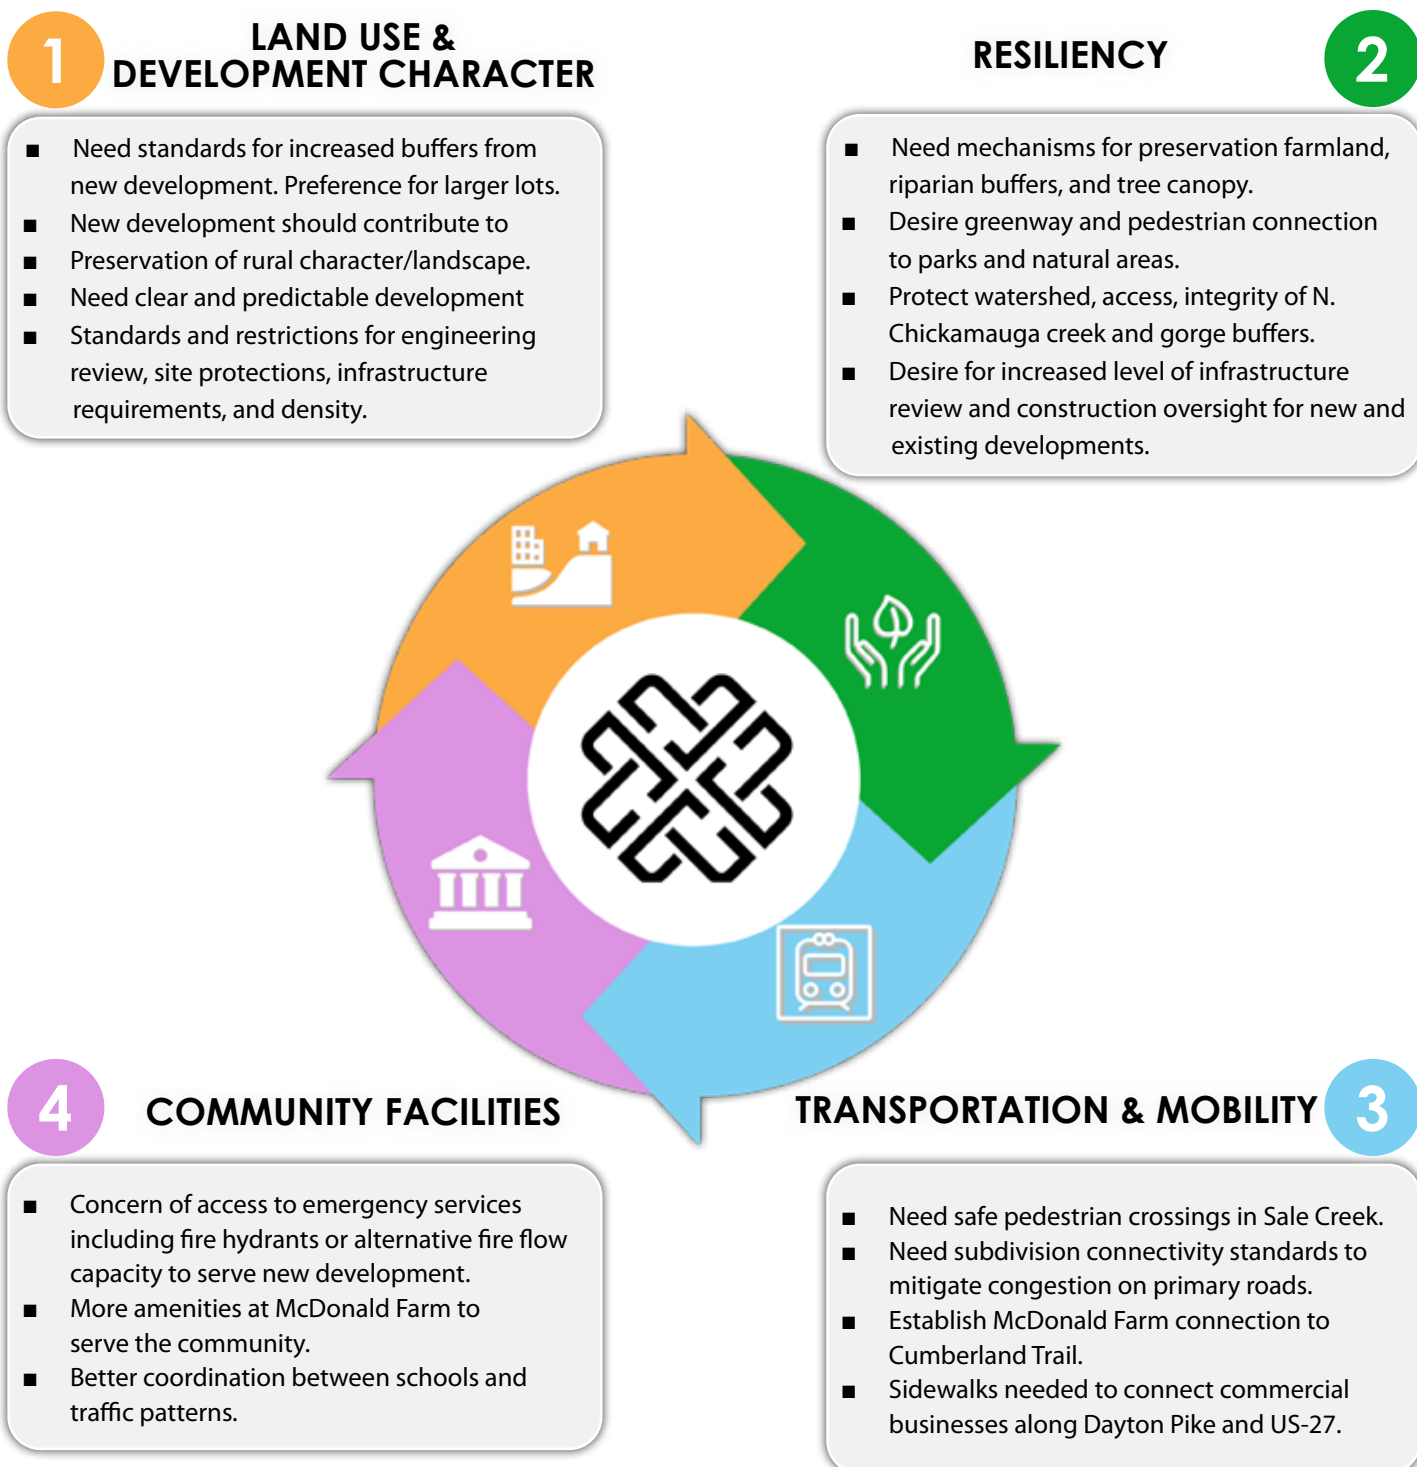 1
LAND USE &
DEVELOPMENT CHARACTER
■ Need standards for increased buffers from
new development. Preference for larger lots.
■ New development should contribute to
■ Preservation of rural character/landscape.
■ Need clear and predictable development
■ Standards and restrictions for engineering
review, site protections, infrastructure
requirements, and density.
RESILIENCY
2
■ Need mechanisms for preservation farmland,
riparian buffers, and tree canopy.
■ Desire greenway and pedestrian connection
to parks and natural areas.
■ Protect watershed, access, integrity of N.
Chickamauga creek and gorge buffers.
■ Desire for increased level of infrastructure
review and construction oversight for new and
existing developments.
4
COMMUNITY FACILITIES
■ Concern of access to emergency services
including fire hydrants or alternative fire flow
capacity to serve new development.
■ More amenities at McDonald Farm to
serve the community.
■ Better coordination between schools and
traffic patterns.
TRANSPORTATION & MOBILITY
3
■ Need safe pedestrian crossings in Sale Creek.
■ Need subdivision connectivity standards to
mitigate congestion on primary roads.
■ Establish McDonald Farm connection to
Cumberland Trail.
■ Sidewalks needed to connect commercial
businesses along Dayton Pike and US-27.